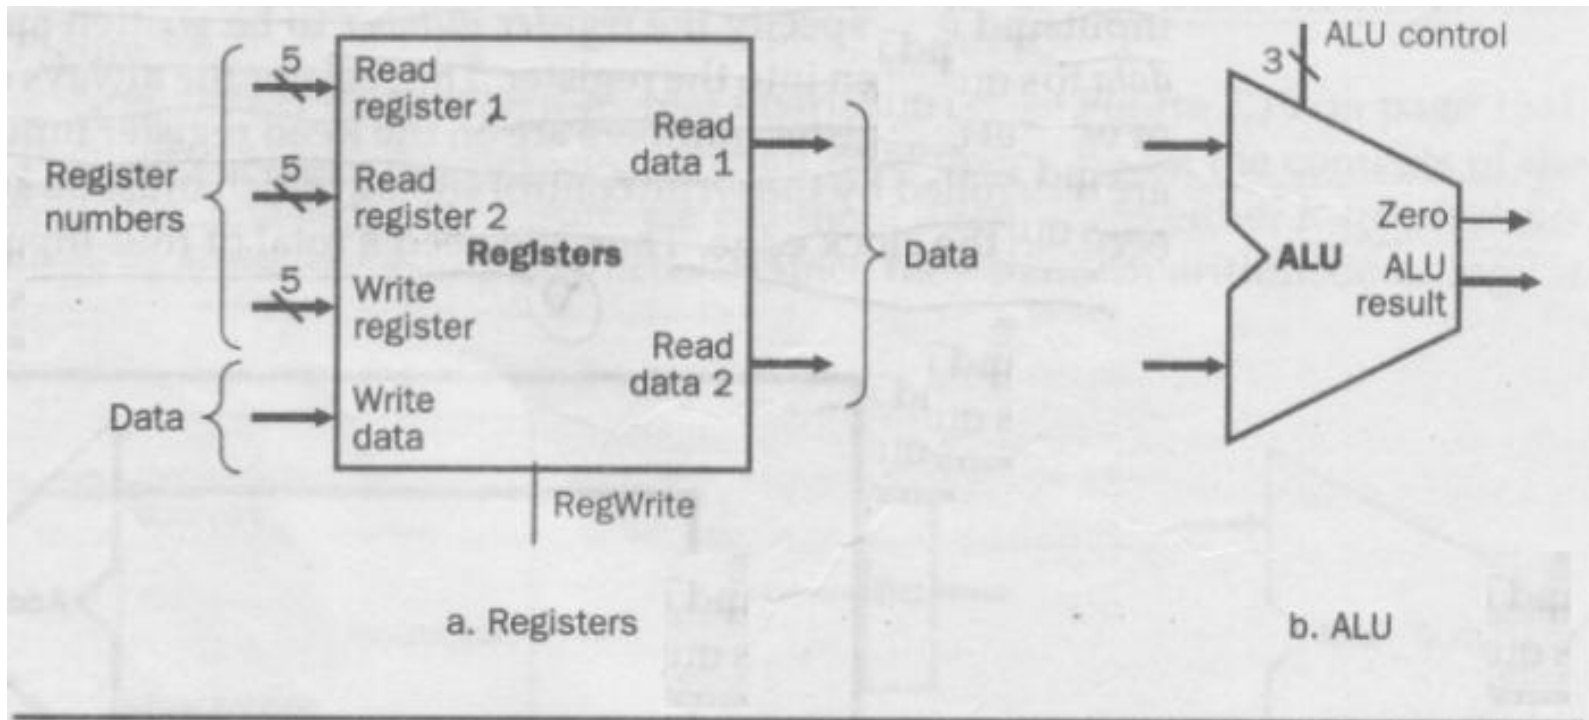 Register
numbers
Data
5
Read
register 1
5
Read
register 2
Registers
5
Write
register
Write
data
Read
data 1
Read
data 2
Data
RegWrite
a. Registers
ALU control
3
Zero
ALU
ALU
result
b. ALU